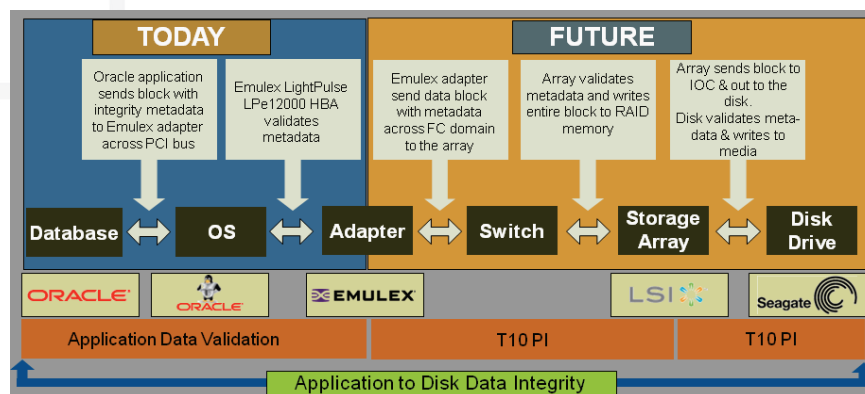 TODAY
FUTURE
Oracle application
sends block with
integrity metadata
to Emulex adapter
across PCI bus
Emulex LightPulse
LPe12000 HBA
validates
metadata
Emulex adapter
send data block
with metadata
across FC domain
to the array
Array validates
metadata and writes
entire block to RAID
memory
Array sends block to
IOC & out to the
disk.
Disk validates meta-
data & writes to
media
Database
OS
Adapter
Switch
Storage
Array
Disk
Drive
ORACLE
ORACLE
EMULEX
LSI
Seagate
Application Data Validation
T10 PI
T10 PI
Application to Disk Data Integrity